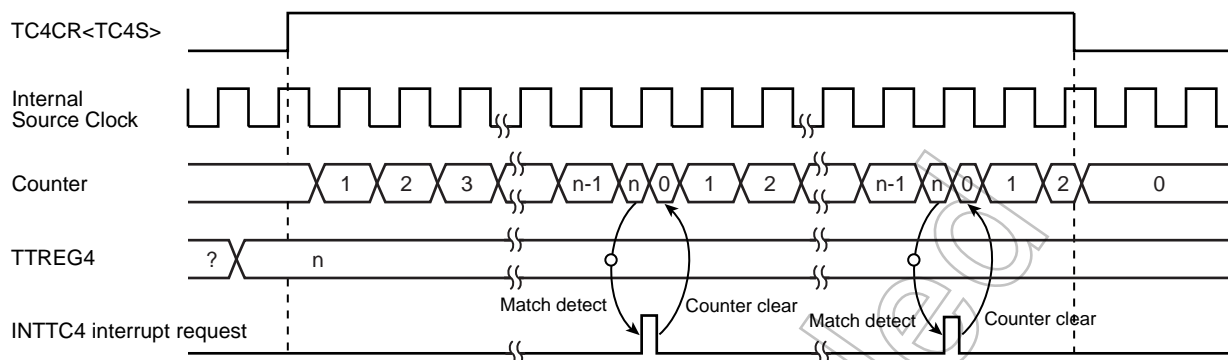 TC4CR<TC4S>
Internal
Source Clock
Counter 1 2 3 n-1 n 0 1 2 n-1 n 0 1 2 0
TTREG4 ? n
Match detect Counter clear Match detect Counter clear
INTTC4 interrupt request